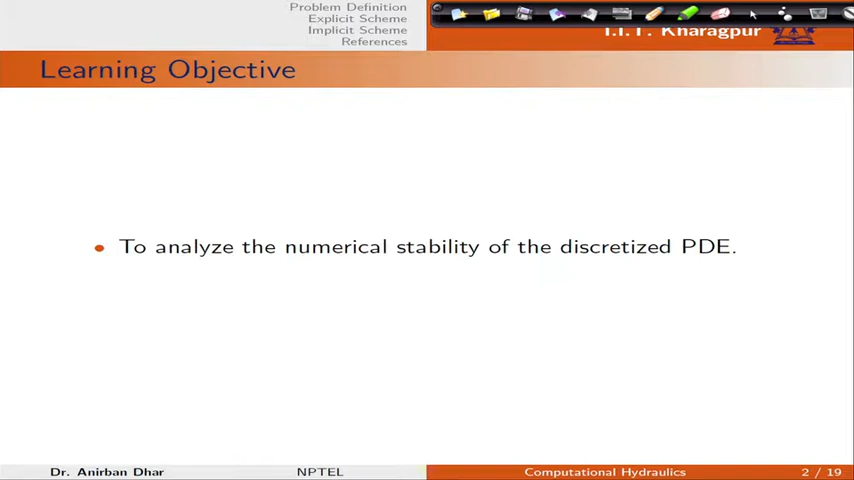 Problem Definition
Explicit Scheme
Implicit Scheme
References
I.I.T. Kharagpur
Learning Objective
• To analyze the numerical stability of the discretized PDE.
Dr. Anirban Dhar NPTEL Computational Hydraulics 2 / 19